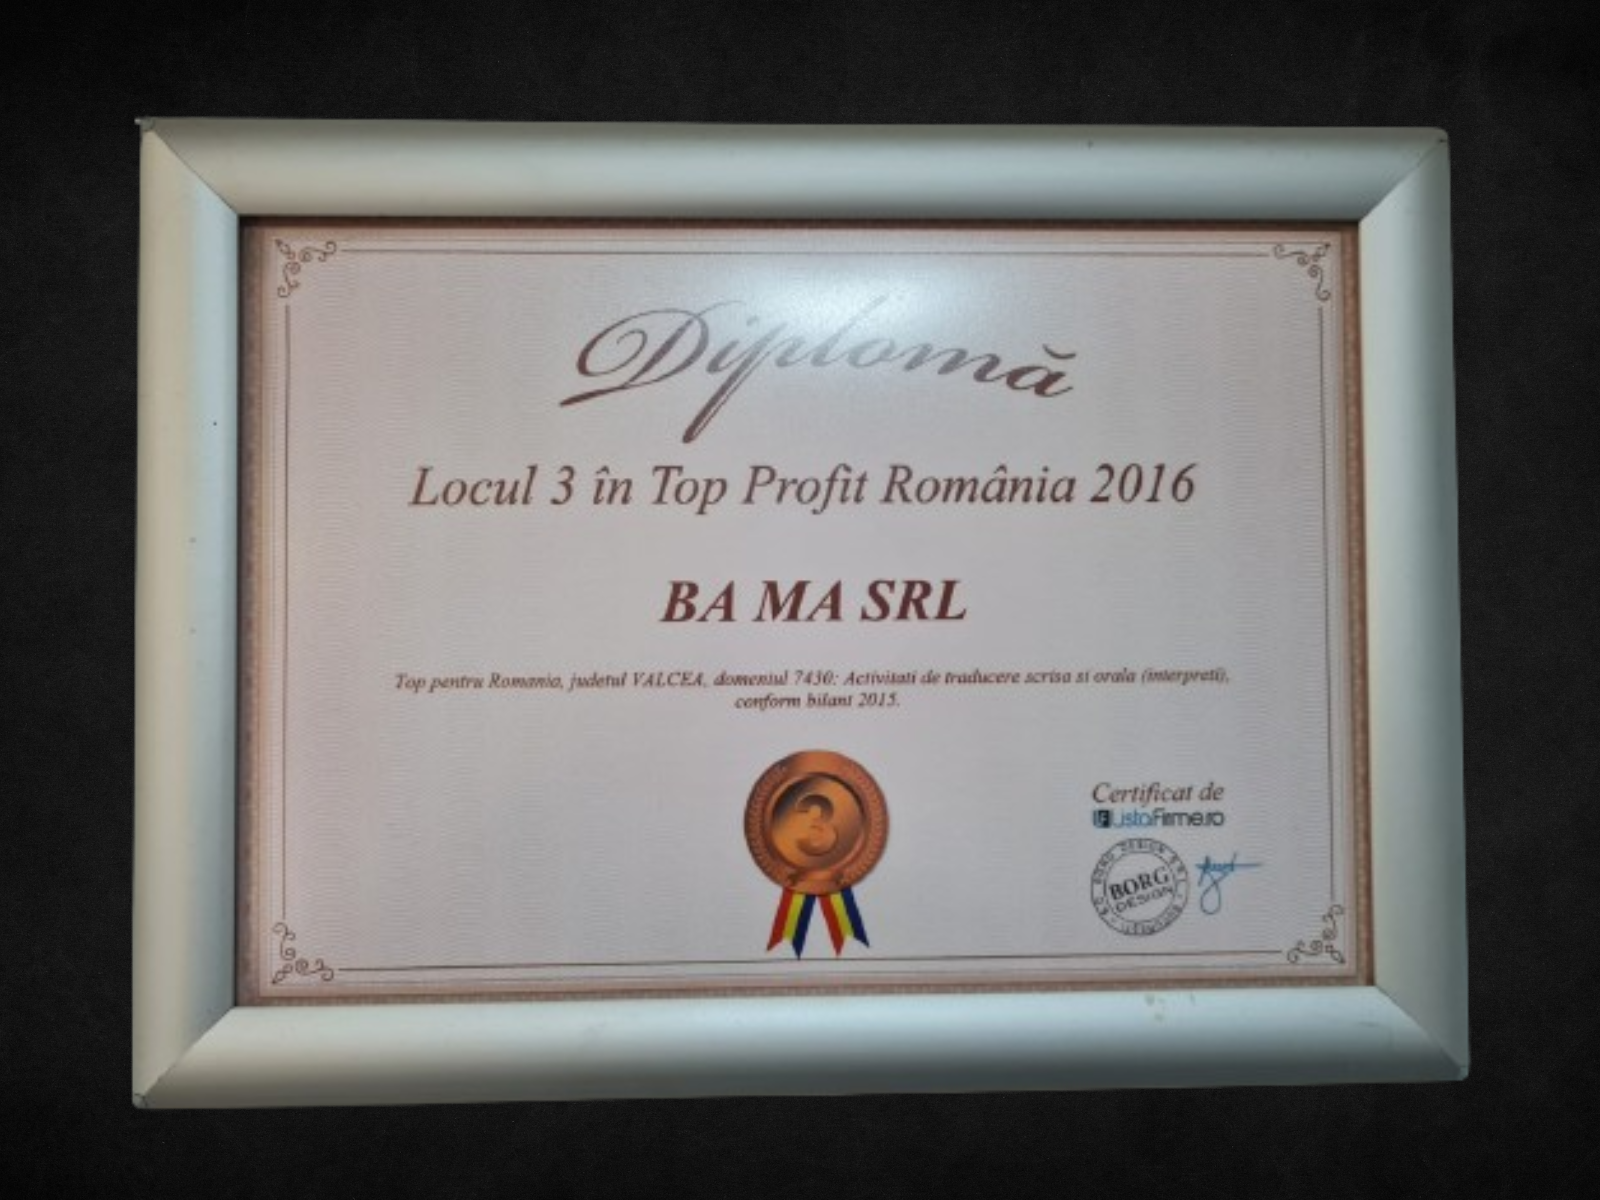 Diplomă
Locul 3 în Top Profit România 2016
BA MA SRL
Top pentru Romania, judetul VALCEA, domeniul 7430: Activitati de traducere scrisa si orala (interpreti),
conform bilant 2015.
3
Certificat de
ListaFirme.ro
BORG
DESIGN